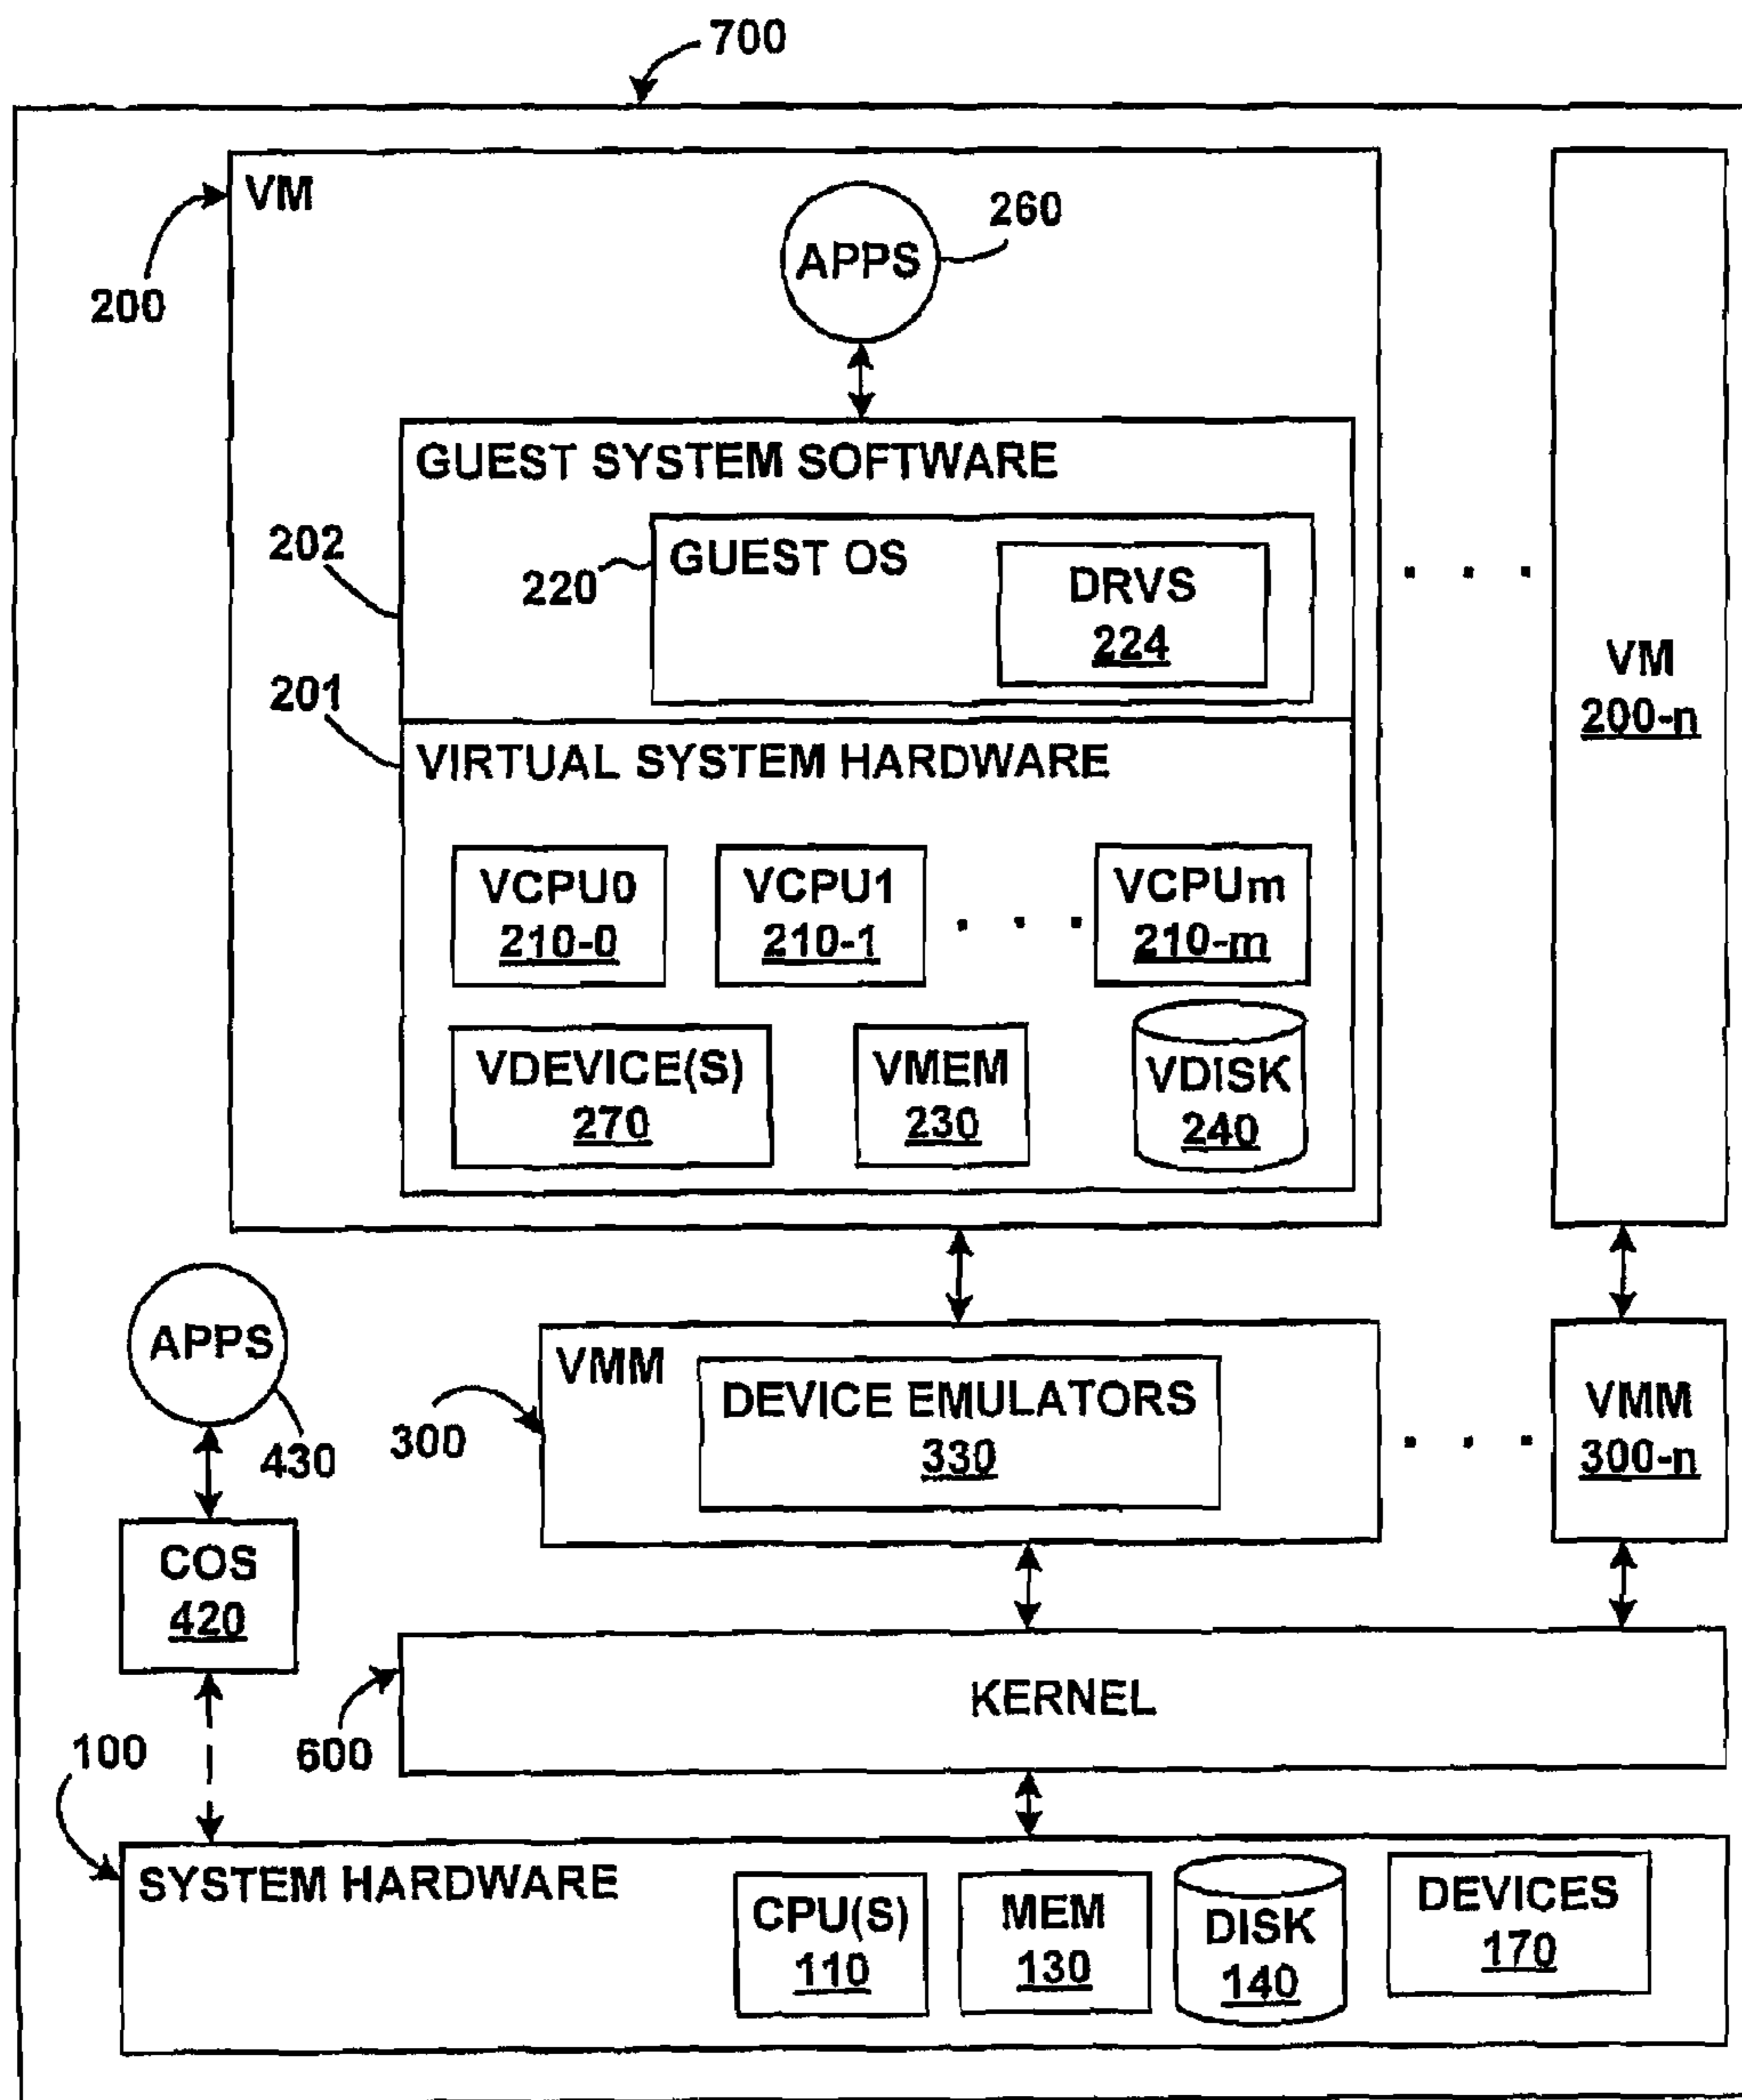 700
VM
200
260
APPS
GUEST SYSTEM SOFTWARE
202
220
GUEST OS
DRVS
224
. . .
VM
200-n
201
VIRTUAL SYSTEM HARDWARE
VCPU0
210-0
VCPU1
210-1
. . .
VCPUm
210-m
VDEVICE(S)
270
VMEM
230
VDISK
240
APPS
430
VMM
300
DEVICE EMULATORS
330
. . .
VMM
300-n
COS
420
KERNEL
600
100
SYSTEM HARDWARE
CPU(S)
110
MEM
130
DISK
140
DEVICES
170